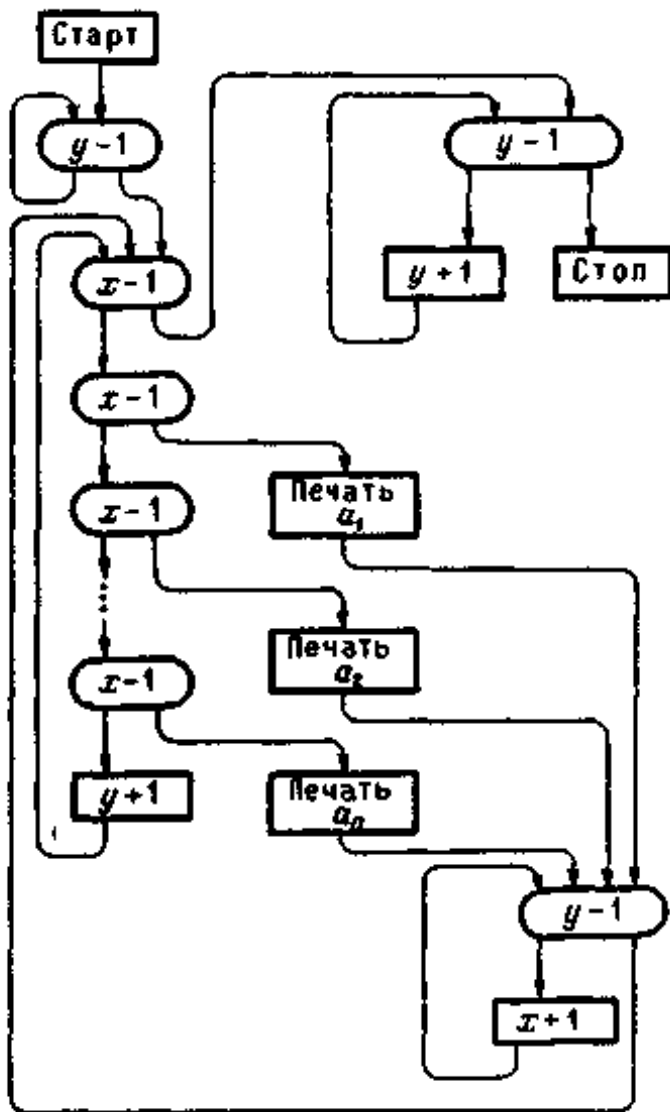 Старт
y − 1
y − 1
x − 1
y + 1
Стоп
x − 1
x − 1
Печать
a₁
...
x − 1
Печать
a₂
y + 1
Печать
aₙ
y − 1
x + 1